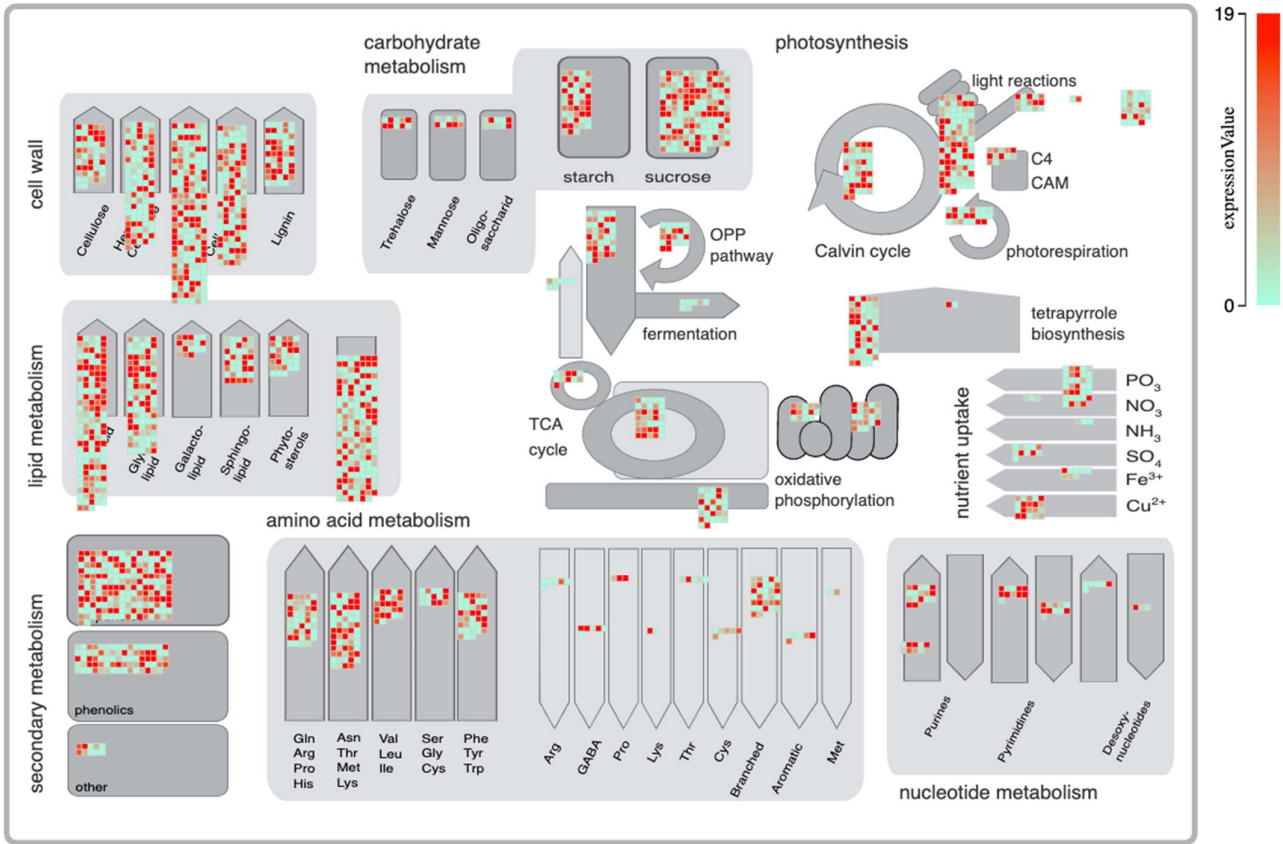 19
expressionValue
0
carbohydrate
metabolism
photosynthesis
light reactions
C4
CAM
Calvin cycle
photorespiration
cell wall
Cellulose
Lignin
Trehalose
Mannose
Oligo-
saccharid
starch
sucrose
OPP
pathway
fermentation
tetrapyrrole
biosynthesis
lipid metabolism
lipid
Galacto-
lipid
Sphingo-
lipid
Phyto-
sterols
TCA
cycle
oxidative
phosphorylation
nutrient uptake
PO3
NO3
NH3
SO4
Fe3+
Cu2+
secondary metabolism
phenolics
other
amino acid metabolism
Gln
Arg
Pro
His
Asn
Thr
Met
Lys
Val
Leu
Ile
Ser
Gly
Cys
Phe
Tyr
Trp
Arg
GABA
Pro
Lys
Thr
Cys
Branched
Aromatic
Met
Purines
Pyrimidines
Desoxy-
nucleotides
nucleotide metabolism